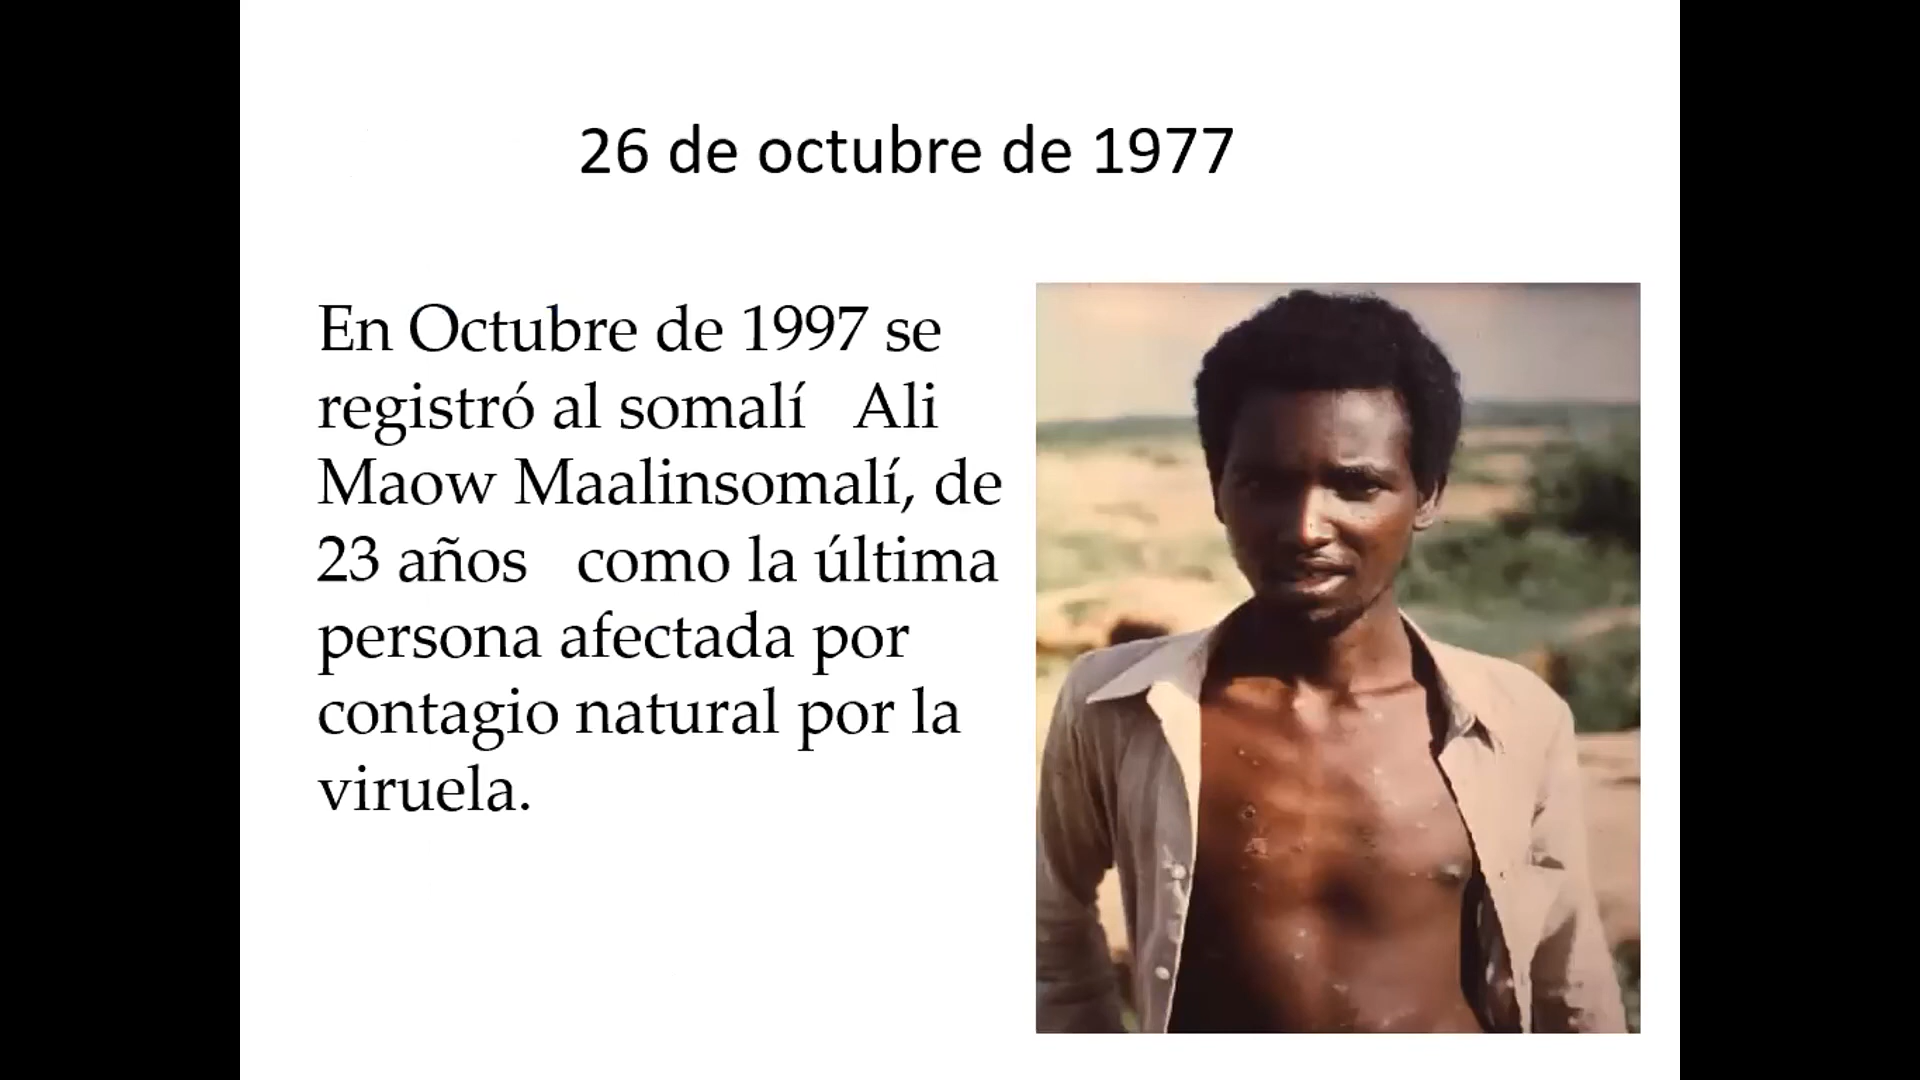 26 de octubre de 1977
En Octubre de 1997 se
registró al somalí Ali
Maow Maalinsomalí, de
23 años como la última
persona afectada por
contagio natural por la
viruela.